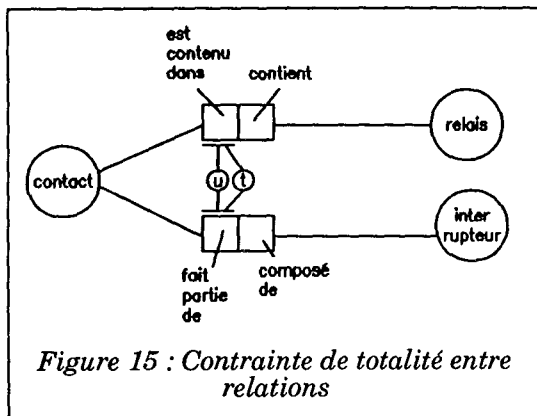 est
contenu
dans
contient
relais
contact
u
t
inter
rupteur
fait
partie
de
composé
de
Figure 15 : Contrainte de totalité entre
relations